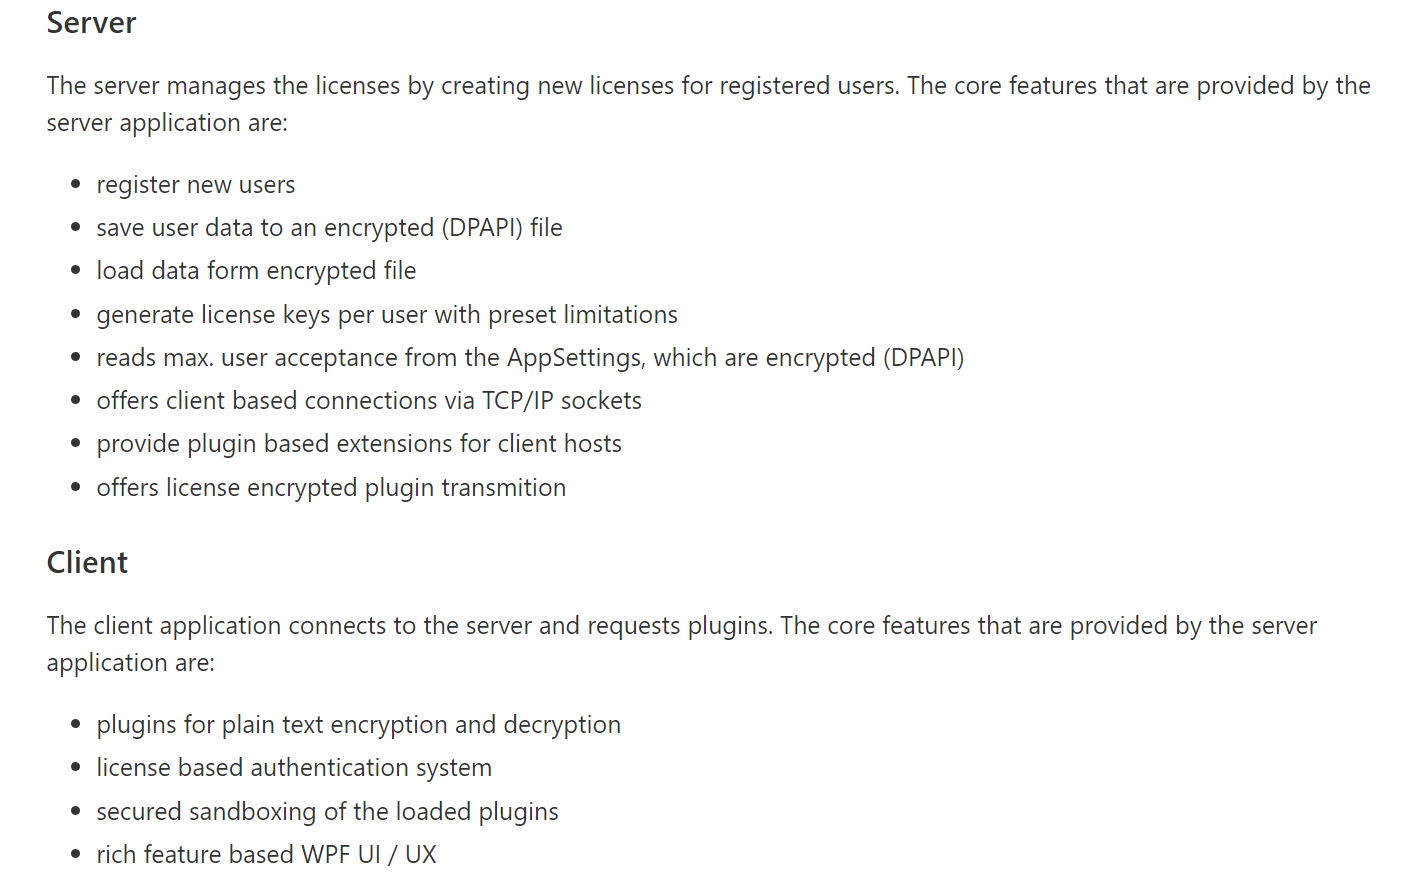 Server
The server manages the licenses by creating new licenses for registered users. The core features that are provided by the
server application are:
• register new users
• save user data to an encrypted (DPAPI) file
• load data form encrypted file
• generate license keys per user with preset limitations
• reads max. user acceptance from the AppSettings, which are encrypted (DPAPI)
• offers client based connections via TCP/IP sockets
• provide plugin based extensions for client hosts
• offers license encrypted plugin transmition
Client
The client application connects to the server and requests plugins. The core features that are provided by the server
application are:
• plugins for plain text encryption and decryption
• license based authentication system
• secured sandboxing of the loaded plugins
• rich feature based WPF UI / UX